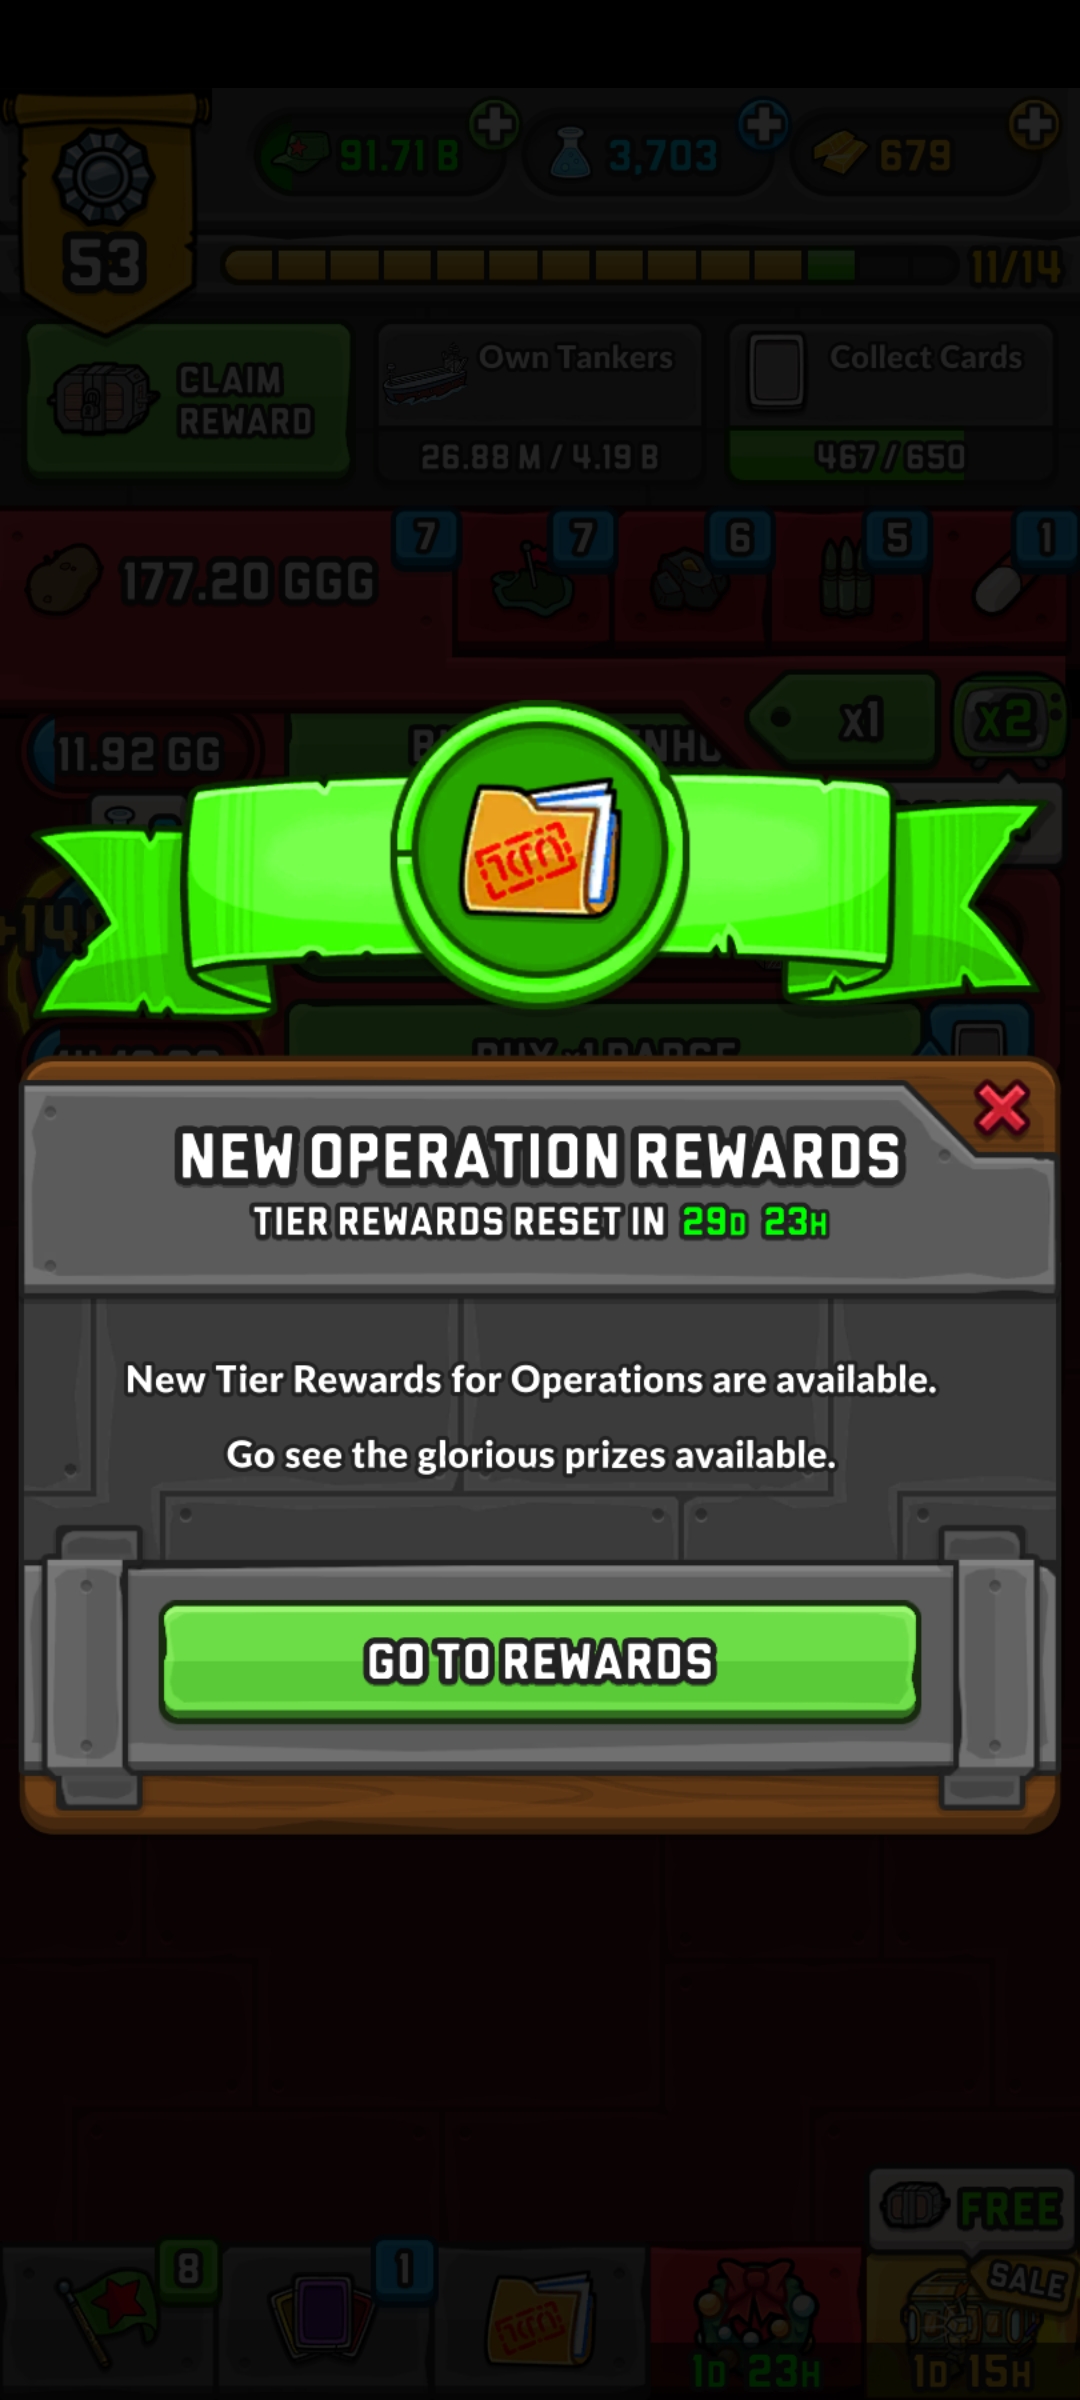 91.71 B
3,703
679
53
11/14
CLAIM
REWARD
Own Tankers
26.88 M / 4.19 B
Collect Cards
467 / 650
177.20 GGG
7
7
6
5
1
x1
x2
11.92 GG
NEW OPERATION REWARDS
TIER REWARDS RESET IN 29D 23H
New Tier Rewards for Operations are available.
Go see the glorious prizes available.
GO TO REWARDS
FREE
8
1
SALE
1D 23H
1D 15H